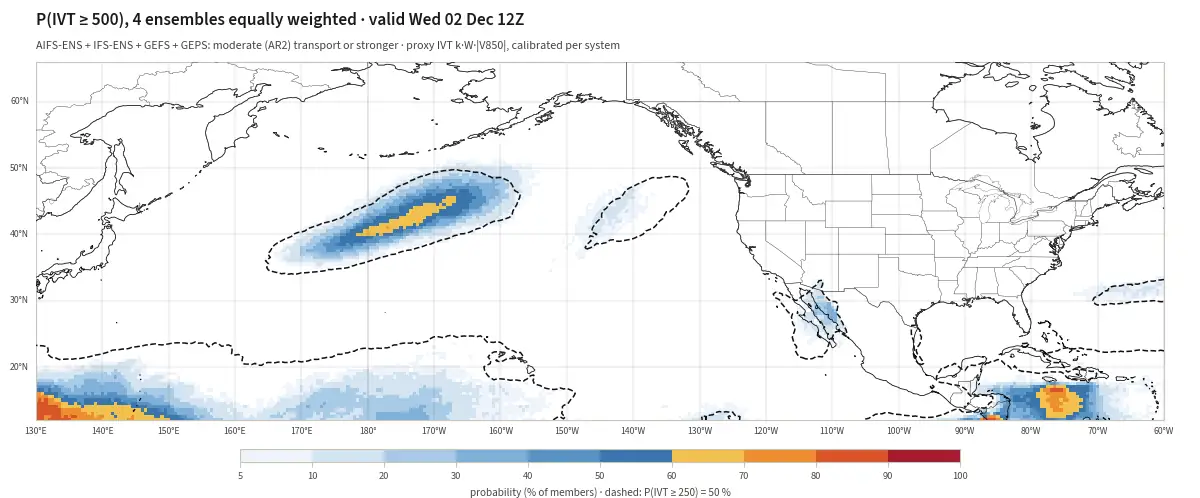 P(IVT ≥ 500), 4 ensembles equally weighted · valid Wed 02 Dec 12Z
AIFS-ENS + IFS-ENS + GEFS + GEPS: moderate (AR2) transport or stronger · proxy IVT k·W·|V850|, calibrated per system
60°N
50°N
40°N
30°N
20°N
130°E 140°E 150°E 160°E 170°E 180° 170°W 160°W 150°W 140°W 130°W 120°W 110°W 100°W 90°W 80°W 70°W 60°W
5 10 20 30 40 50 60 70 80 90 100
probability (% of members) · dashed: P(IVT ≥ 250) = 50 %